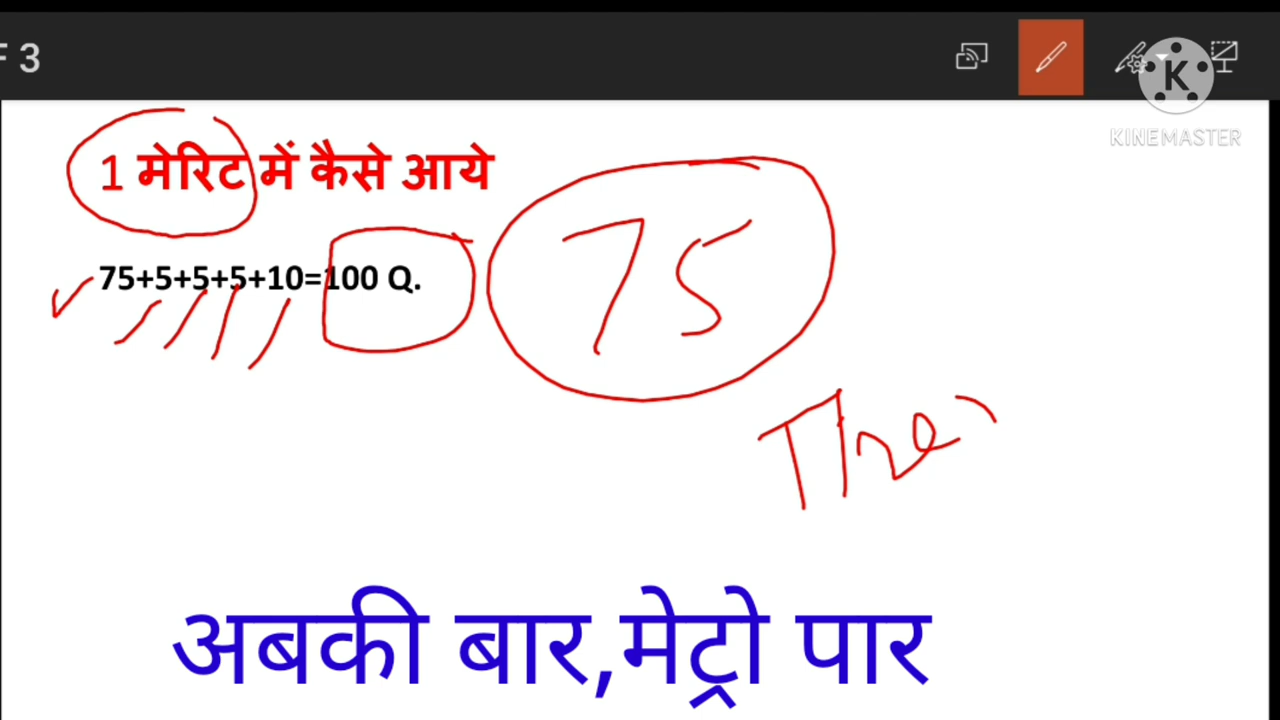 F 3
KINEMASTER
1 मेरिट में कैसे आये
75+5+5+5+10=100 Q.
75
अबकी बार,मेट्रो पार